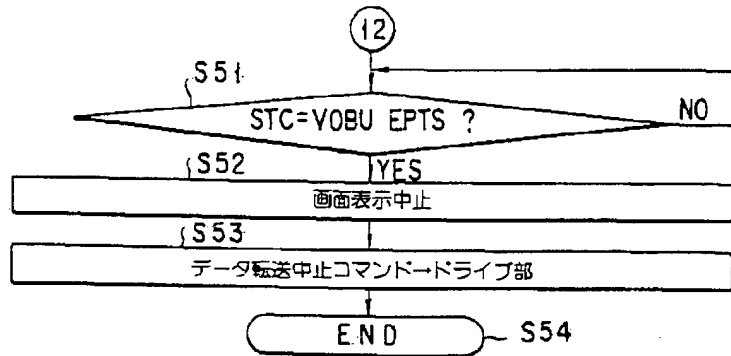 12
S51
STC=VOBU EPTS ?
NO
YES
S52
画面表示中止
S53
データ転送中止コマンド→ドライブ部
END
S54